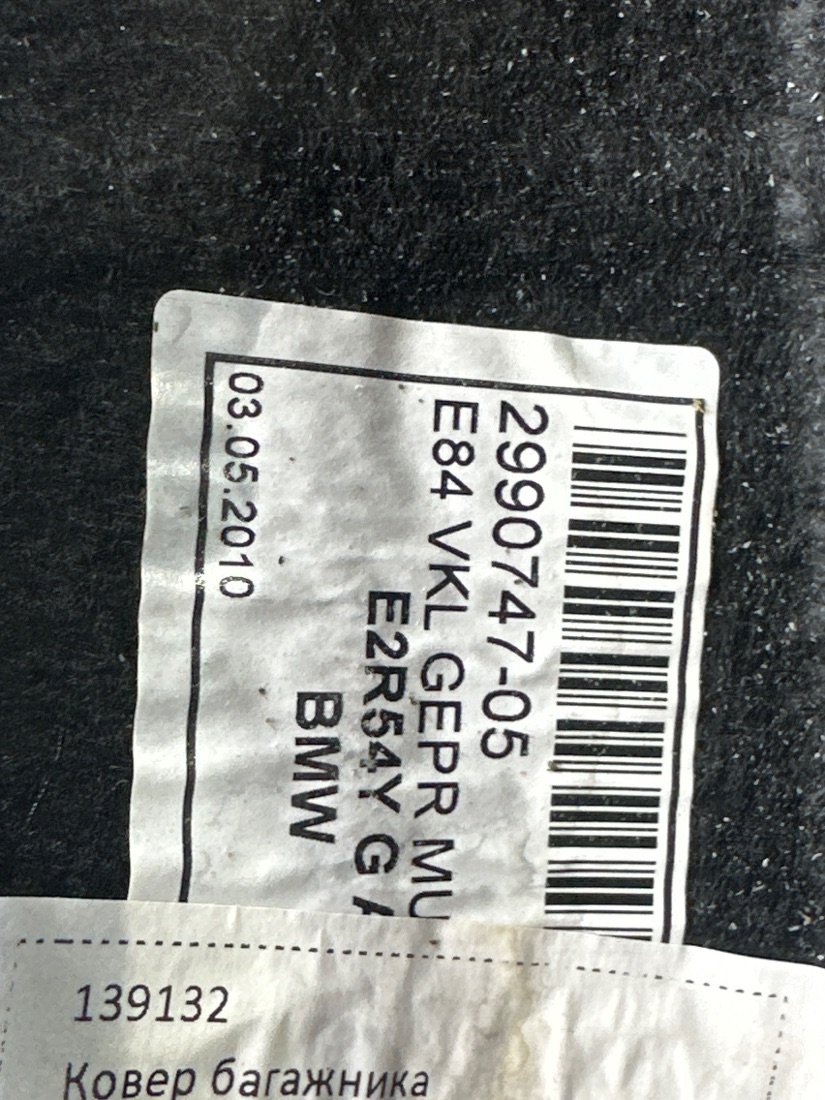 2990747-05
E84 VKL GEPR MU
E2R54Y G
BMW
03.05.2010
139132
Ковер багажника